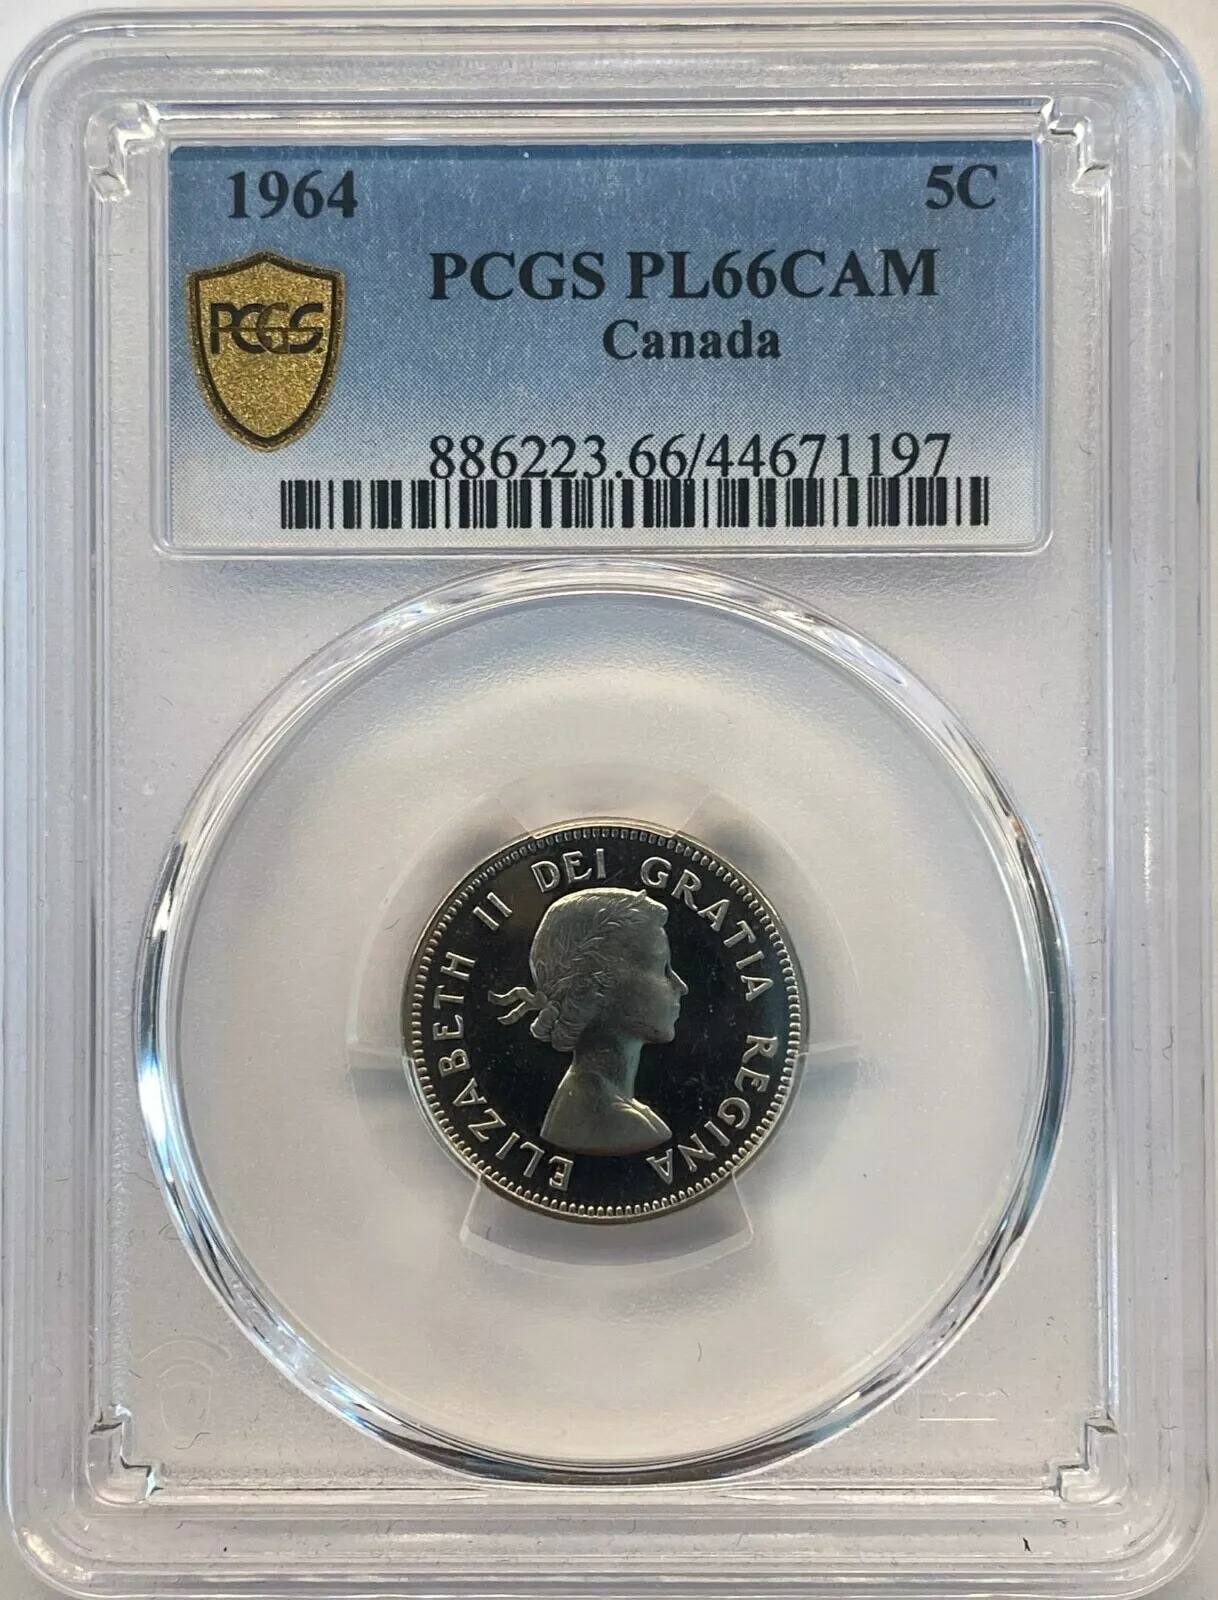 1964 5C
PCGS PL66CAM
PCGS
Canada
886223.66/44671197
ELIZABETH II DEI GRATIA REGINA